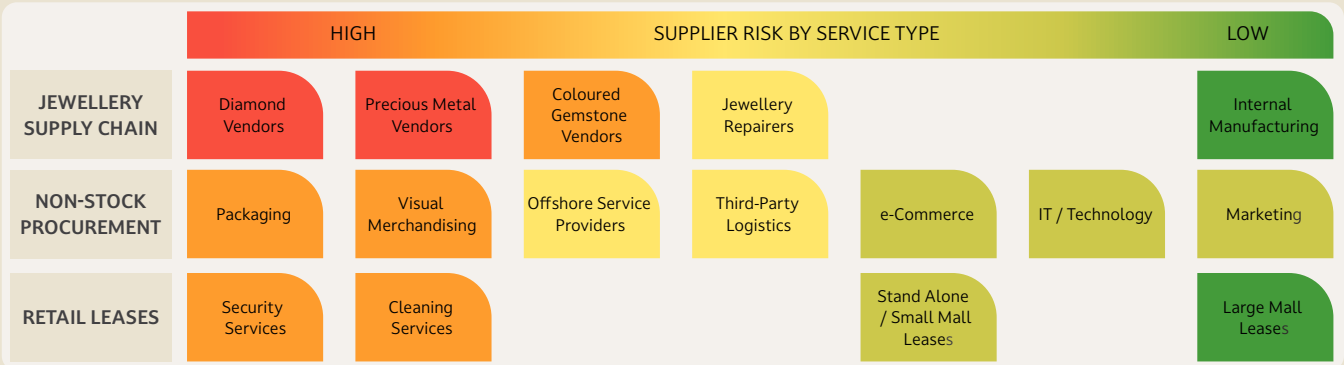 HIGH SUPPLIER RISK BY SERVICE TYPE LOW
JEWELLERY
SUPPLY CHAIN
Diamond
Vendors
Precious Metal
Vendors
Coloured
Gemstone
Vendors
Jewellery
Repairers
Internal
Manufacturing
NON-STOCK
PROCUREMENT
Packaging
Visual
Merchandising
Offshore Service
Providers
Third-Party
Logistics
e-Commerce
IT / Technology
Marketing
RETAIL LEASES
Security
Services
Cleaning
Services
Stand Alone
/ Small Mall
Leases
Large Mall
Leases